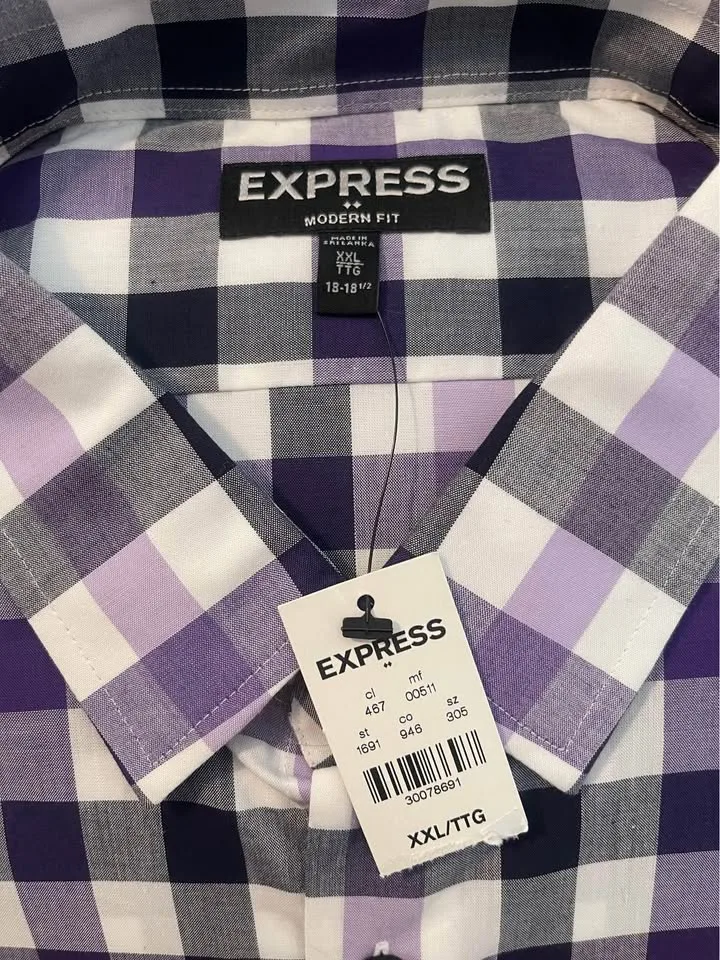 EXPRESS
MODERN FIT
MADE IN
SRI LANKA
XXL
TTG
18-18 1/2
EXPRESS
cl mf
467 00511
st co sz
1691 946 305
30078691
XXL/TTG